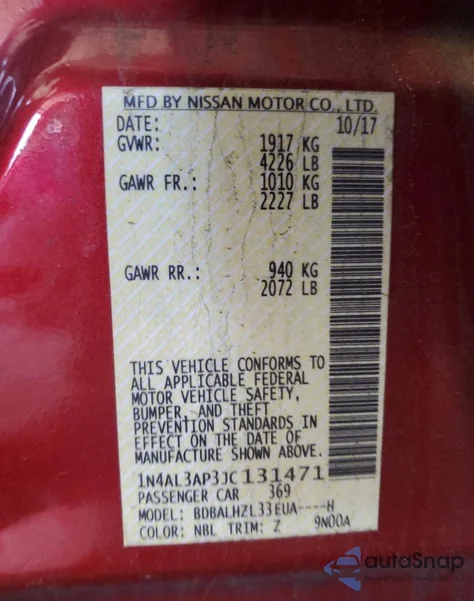 MFD BY NISSAN MOTOR CO., LTD.
DATE: 10/17
GVWR: 1917 KG
4226 LB
GAWR FR.: 1010 KG
2227 LB
GAWR RR.: 940 KG
2072 LB
THIS VEHICLE CONFORMS TO
ALL APPLICABLE FEDERAL
MOTOR VEHICLE SAFETY,
BUMPER, AND THEFT
PREVENTION STANDARDS IN
EFFECT ON THE DATE OF
MANUFACTURE SHOWN ABOVE.
1N4AL3AP3JC131471
PASSENGER CAR 369
MODEL: BDBALHZL33EUA----H
COLOR: NBL TRIM: Z 9N00A
autoSnap